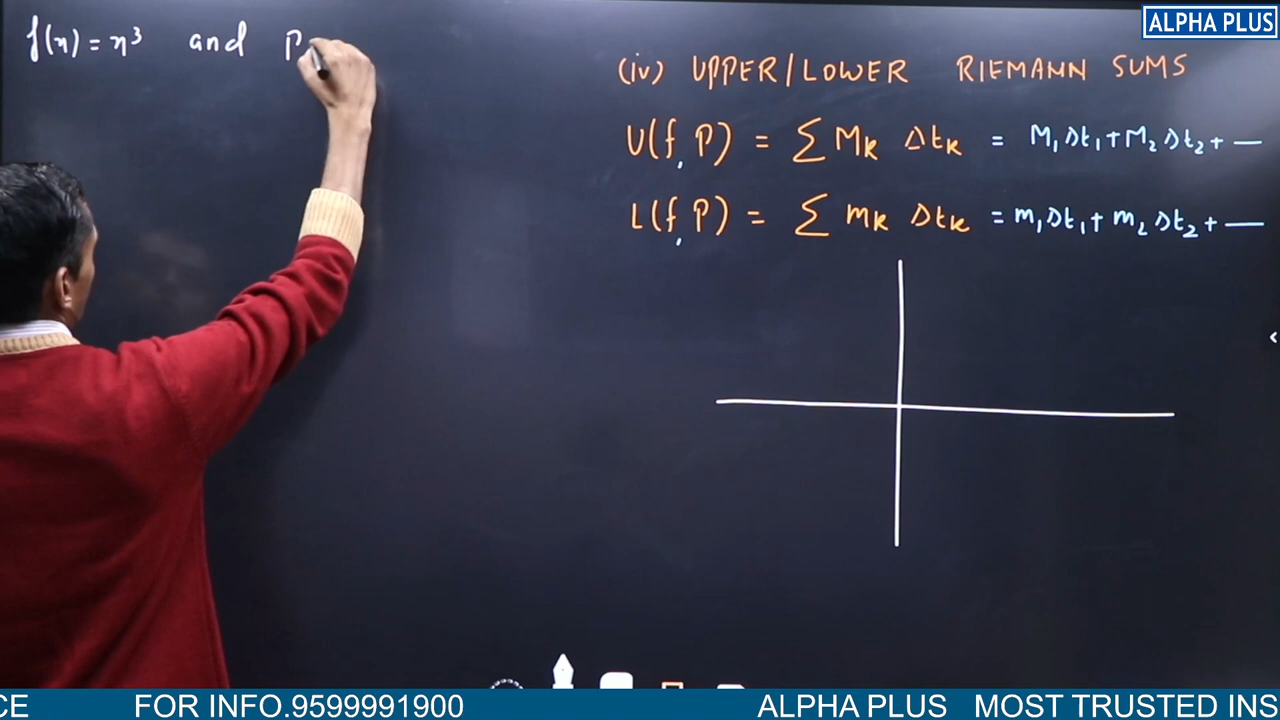 ALPHA PLUS
f(x) = x³ and P
(iv) UPPER/LOWER RIEMANN SUMS
U(f, P) = ∑ Mₖ Δtₖ = M₁Δt₁ + M₂Δt₂ + —
L(f, P) = ∑ mₖ Δtₖ = m₁Δt₁ + m₂Δt₂ + —
CE FOR INFO.9599991900 ALPHA PLUS MOST TRUSTED INS